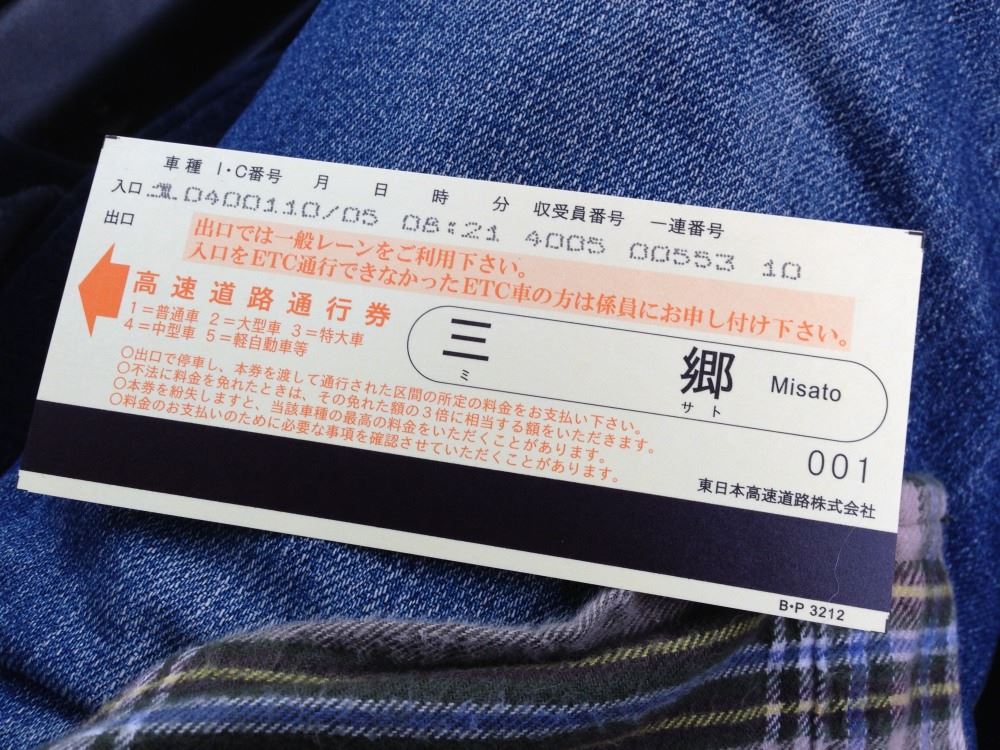 車種 I・C番号 月 日 時 分 収受員番号 一連番号
入口 1 0400110/05 08:21 4005 00553 10
出口
出口では一般レーンをご利用下さい。
入口をETC通行できなかったETC車の方は係員にお申し付け下さい。
高速道路通行券
1＝普通車 2＝大型車 3＝特大車
4＝中型車 5＝軽自動車等
三郷 Misato
ミ サト
○出口で停車し、本券を渡して通行された区間の所定の料金をお支払い下さい。
○不法に料金を免れたときは、その免れた額の3倍に相当する額をいただきます。
○本券を紛失しますと、当該車種の最高の料金をいただくことがあります。
○料金のお支払いのために必要な事項を確認させていただくことがあります。
001
東日本高速道路株式会社
B・P 3212